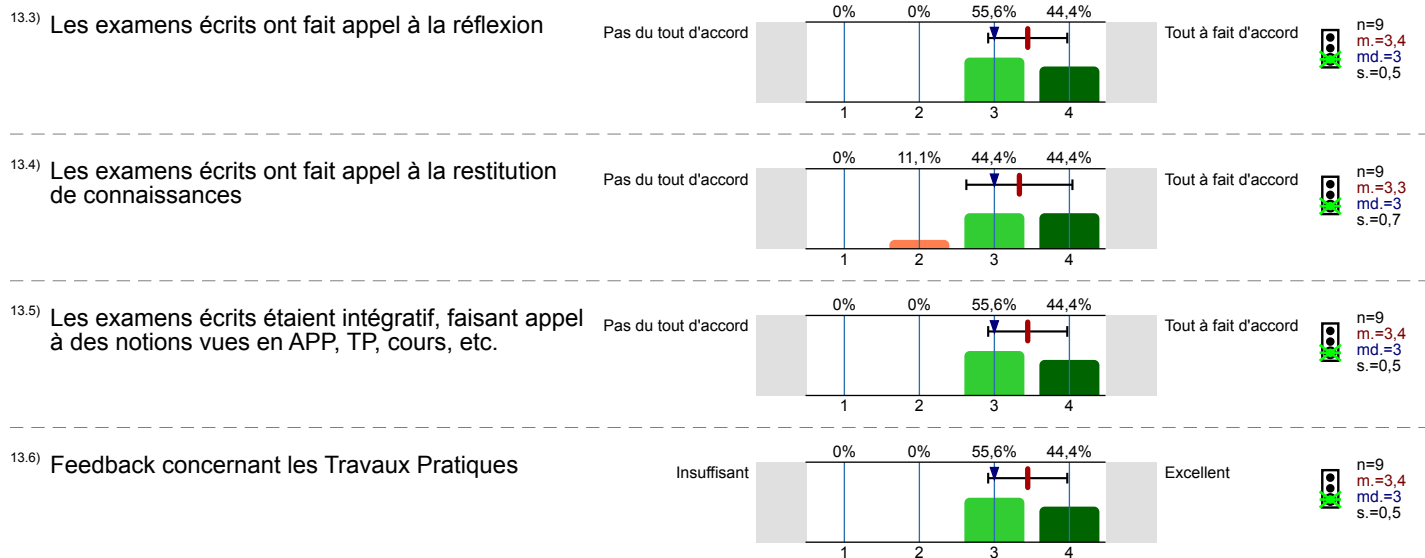 13.3) Les examens écrits ont fait appel à la réflexion
Pas du tout d'accord
0% 0% 55,6% 44,4%
1 2 3 4
Tout à fait d'accord
n=9
m.=3,4
md.=3
s.=0,5
13.4) Les examens écrits ont fait appel à la restitution
de connaissances
Pas du tout d'accord
0% 11,1% 44,4% 44,4%
1 2 3 4
Tout à fait d'accord
n=9
m.=3,3
md.=3
s.=0,7
13.5) Les examens écrits étaient intégratif, faisant appel
à des notions vues en APP, TP, cours, etc.
Pas du tout d'accord
0% 0% 55,6% 44,4%
1 2 3 4
Tout à fait d'accord
n=9
m.=3,4
md.=3
s.=0,5
13.6) Feedback concernant les Travaux Pratiques
Insuffisant
0% 0% 55,6% 44,4%
1 2 3 4
Excellent
n=9
m.=3,4
md.=3
s.=0,5